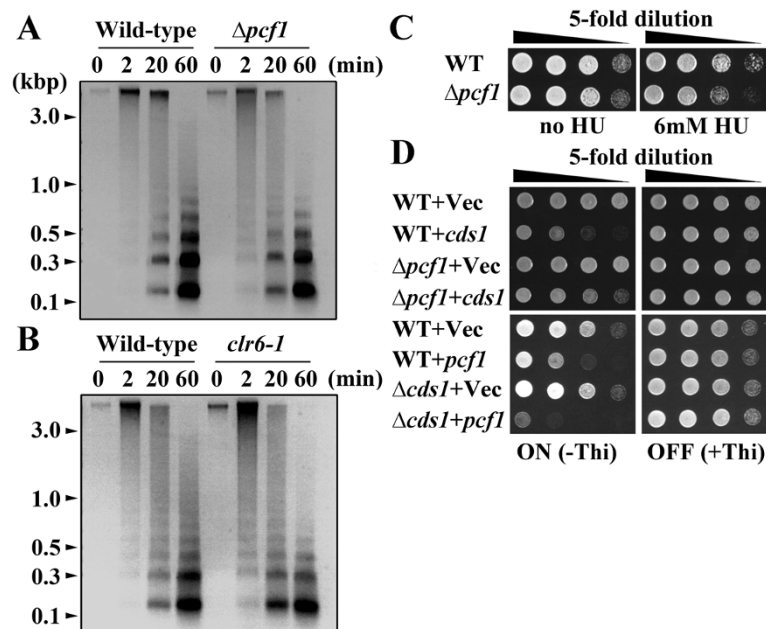 A
Wild-type Δpcf1
0 2 20 60 0 2 20 60 (min)
(kbp)
3.0
1.0
0.5
0.3
0.1
B
Wild-type clr6-1
0 2 20 60 0 2 20 60 (min)
3.0
1.0
0.5
0.3
0.1
C
5-fold dilution
WT
Δpcf1
no HU 6mM HU
D
5-fold dilution
WT+Vec
WT+cds1
Δpcf1+Vec
Δpcf1+cds1
WT+Vec
WT+pcf1
Δcds1+Vec
Δcds1+pcf1
ON (-Thi) OFF (+Thi)